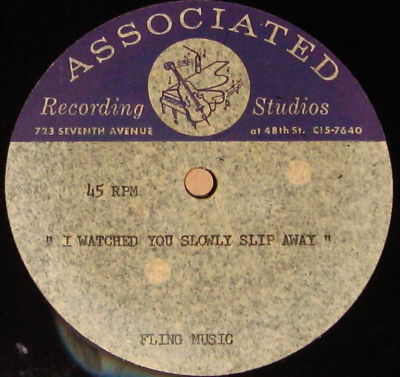 ASSOCIATED
Recording Studios
723 SEVENTH AVENUE at 48th St. CI5-7640
45 RPM
" I WATCHED YOU SLOWLY SLIP AWAY "
FLING MUSIC